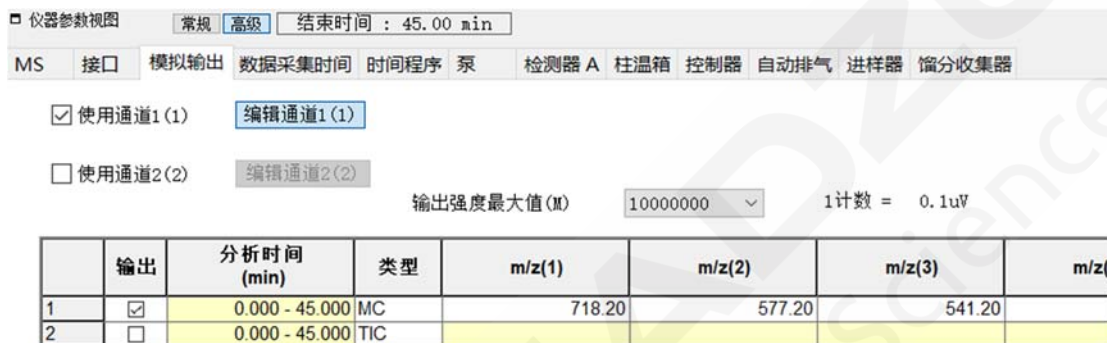 仪器参数视图 常规 高级 结束时间 : 45.00 min
MS 接口 模拟输出 数据采集时间 时间程序 泵 检测器 A 柱温箱 控制器 自动排气 进样器 馏分收集器
使用通道1(1) 编辑通道1(1)
使用通道2(2) 编辑通道2(2)
输出强度最大值(M) 10000000 1计数 = 0.1uV
输出 分析时间 (min) 类型 m/z(1) m/z(2) m/z(3) m/z(
1 0.000 - 45.000 MC 718.20 577.20 541.20
2 0.000 - 45.000 TIC